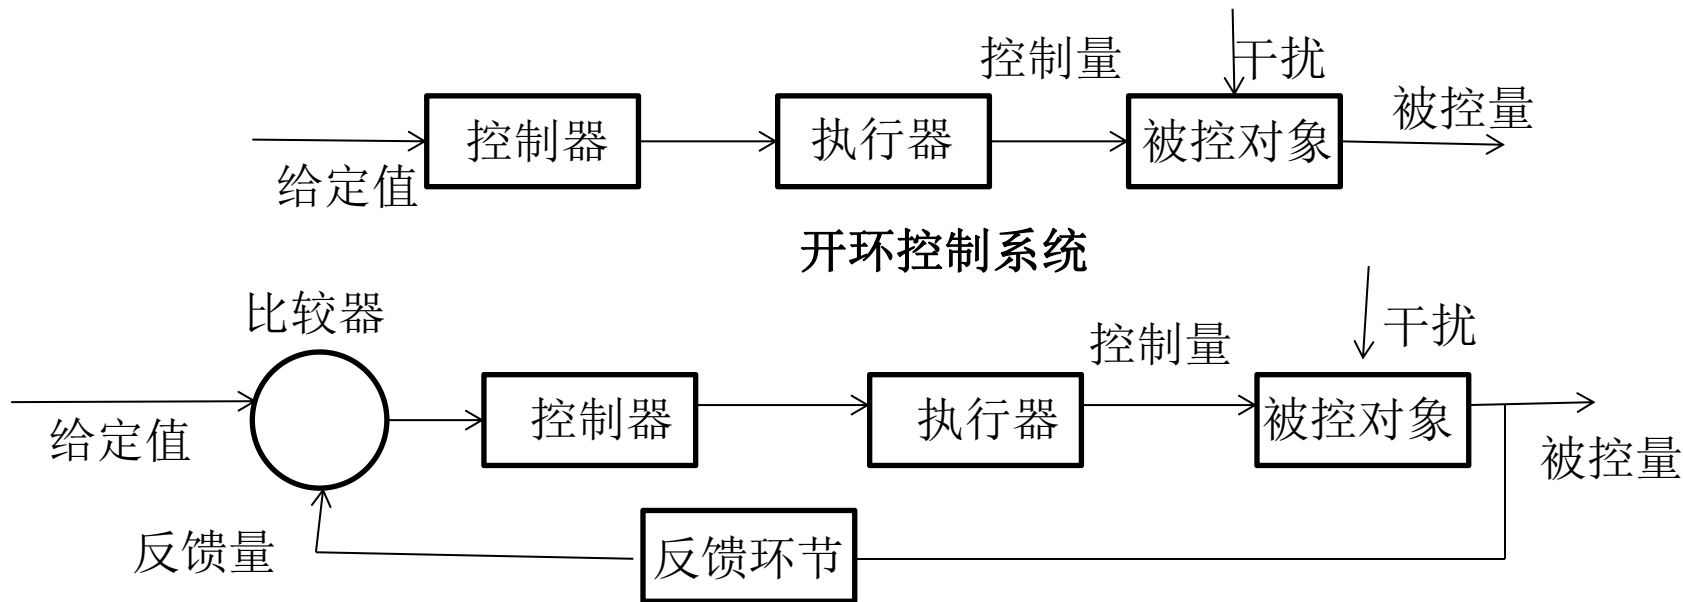 控制量
干扰
被控量
控制器
执行器
被控对象
给定值
开环控制系统
比较器
控制量
干扰
给定值
控制器
执行器
被控对象
被控量
反馈量
反馈环节